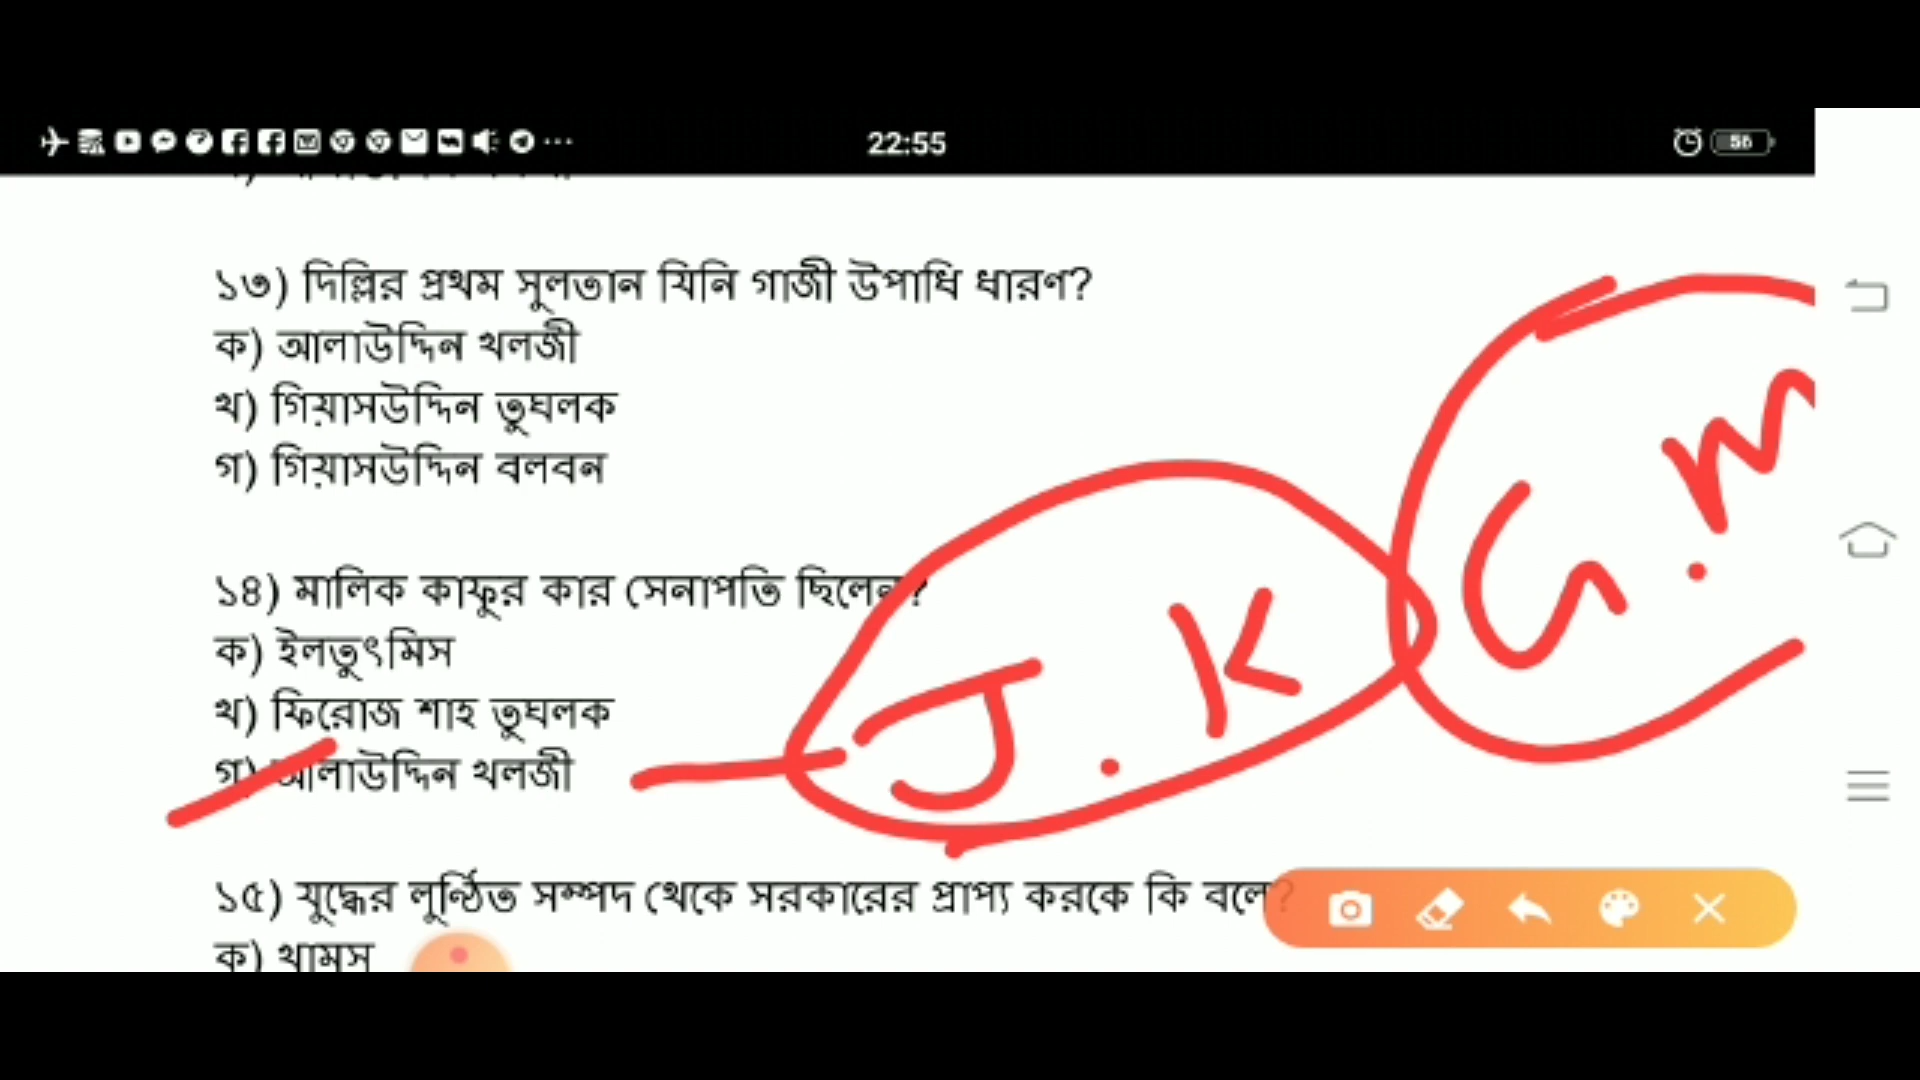 22:55
56
১৩) দিল্লির প্রথম সুলতান যিনি গাজী উপাধি ধারণ?
ক) আলাউদ্দিন খলজী
খ) গিয়াসউদ্দিন তুঘলক
গ) গিয়াসউদ্দিন বলবন
১৪) মালিক কাফুর কার সেনাপতি ছিলেন?
ক) ইলতুৎমিস
খ) ফিরোজ শাহ তুঘলক
গ) আলাউদ্দিন খলজী
J.K
G.m
১৫) যুদ্ধের লুণ্ঠিত সম্পদ থেকে সরকারের প্রাপ্য করকে কি বলে?
ক) খামস